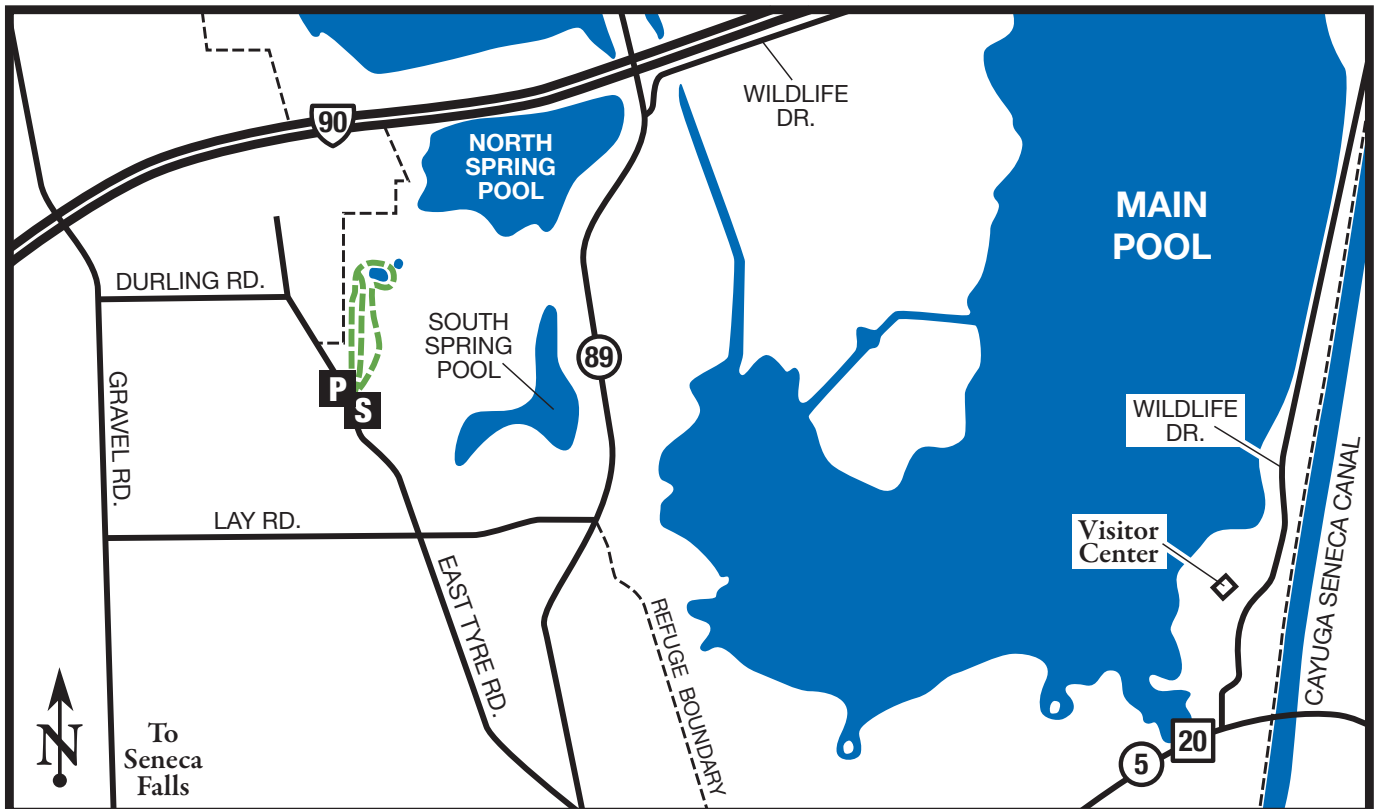 WILDLIFE
DR.
90
NORTH
SPRING
POOL
MAIN
POOL
DURLING RD.
SOUTH
SPRING
POOL
89
P
S
GRAVEL RD.
WILDLIFE
DR.
LAY RD.
Visitor
Center
EAST TYRE RD.
REFUGE BOUNDARY
CAYUGA SENECA CANAL
N
To
Seneca
Falls
20
5